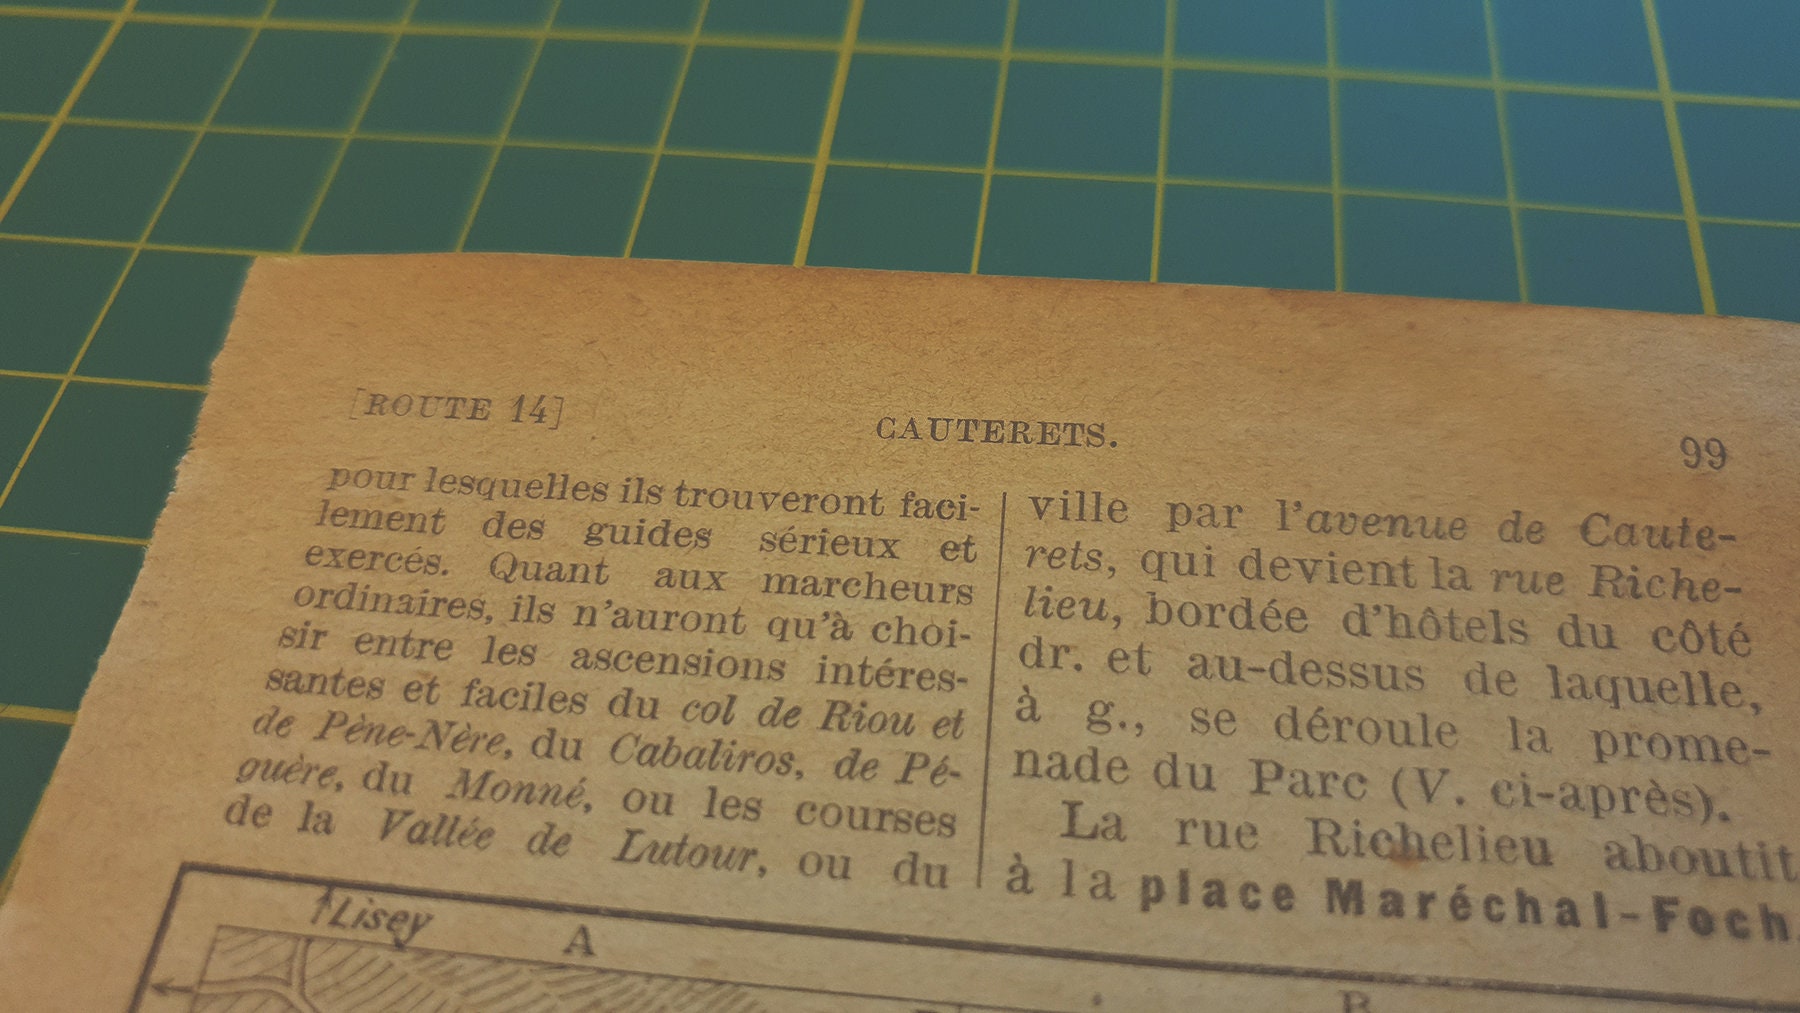 [ROUTE 14]
CAUTERETS.
99
pour lesquelles ils trouveront faci-
lement des guides sérieux et
exercés. Quant aux marcheurs
ordinaires, ils n'auront qu'à choi-
sir entre les ascensions intéres-
santes et faciles du col de Riou et
de Pène-Nère, du Cabaliros, de Pé-
guère, du Monné, ou les courses
de la Vallée de Lutour, ou du
ville par l'avenue de Caute-
rets, qui devient la rue Riche-
lieu, bordée d'hôtels du côté
dr. et au-dessus de laquelle,
à g., se déroule la prome-
nade du Parc (V. ci-après).
La rue Richelieu aboutit
à la place Maréchal-Foch.
Lisey
A
B